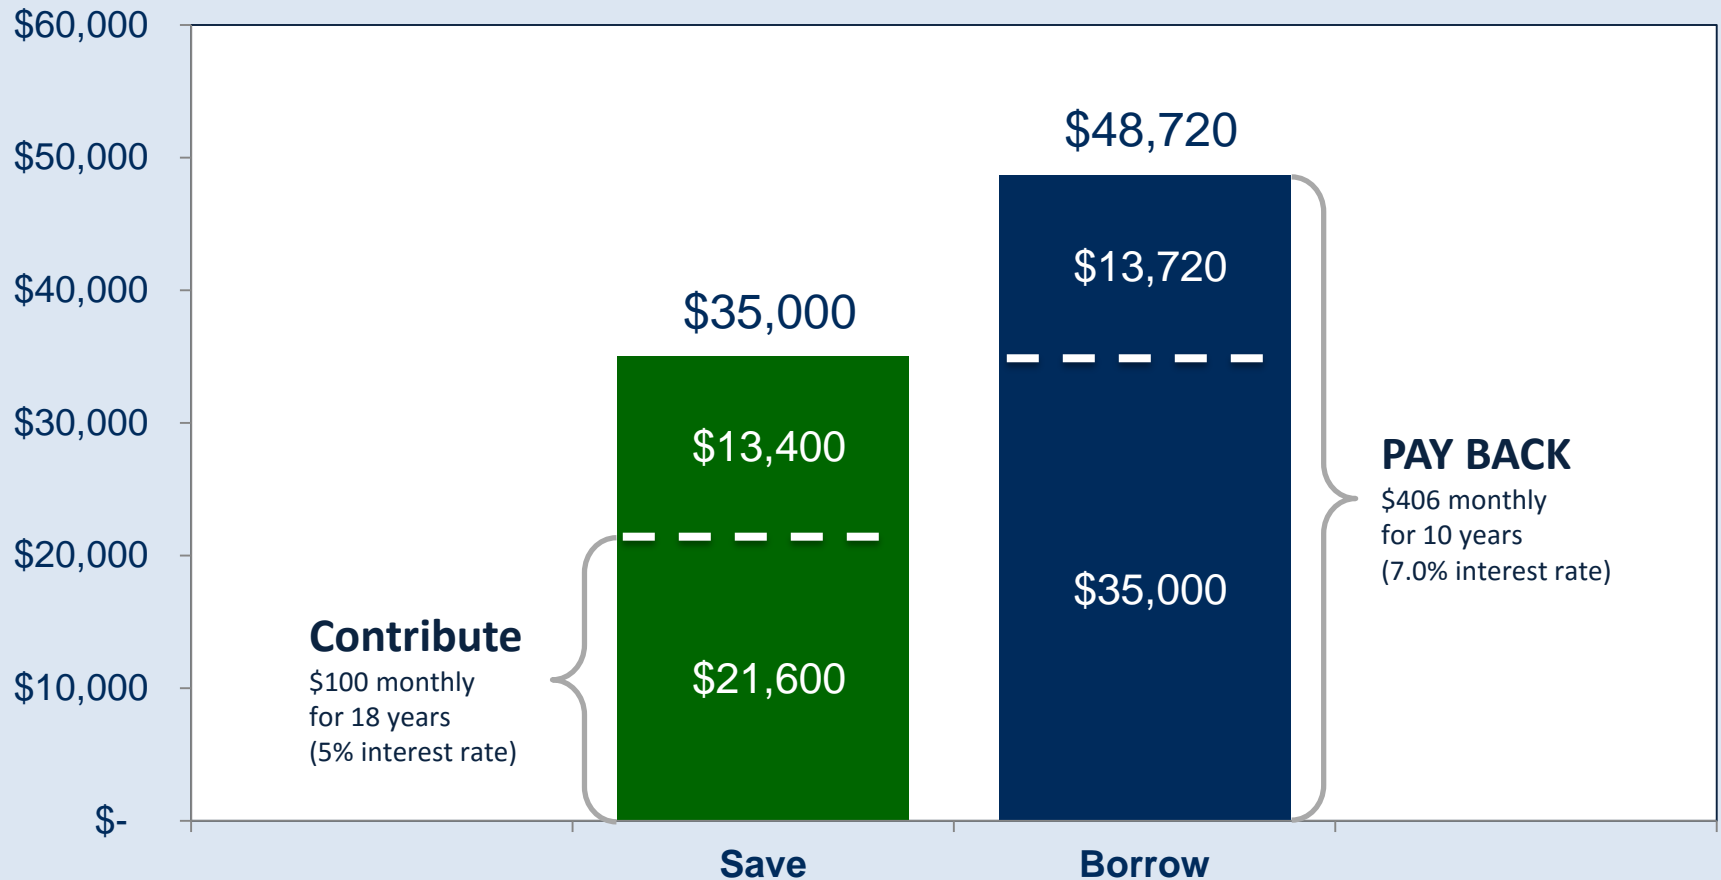 $60,000
$50,000
$40,000
$30,000
$20,000
$10,000
$-
$48,720
$13,720
$35,000
$35,000
$13,400
$21,600
Contribute
$100 monthly
for 18 years
(5% interest rate)
PAY BACK
$406 monthly
for 10 years
(7.0% interest rate)
Save
Borrow